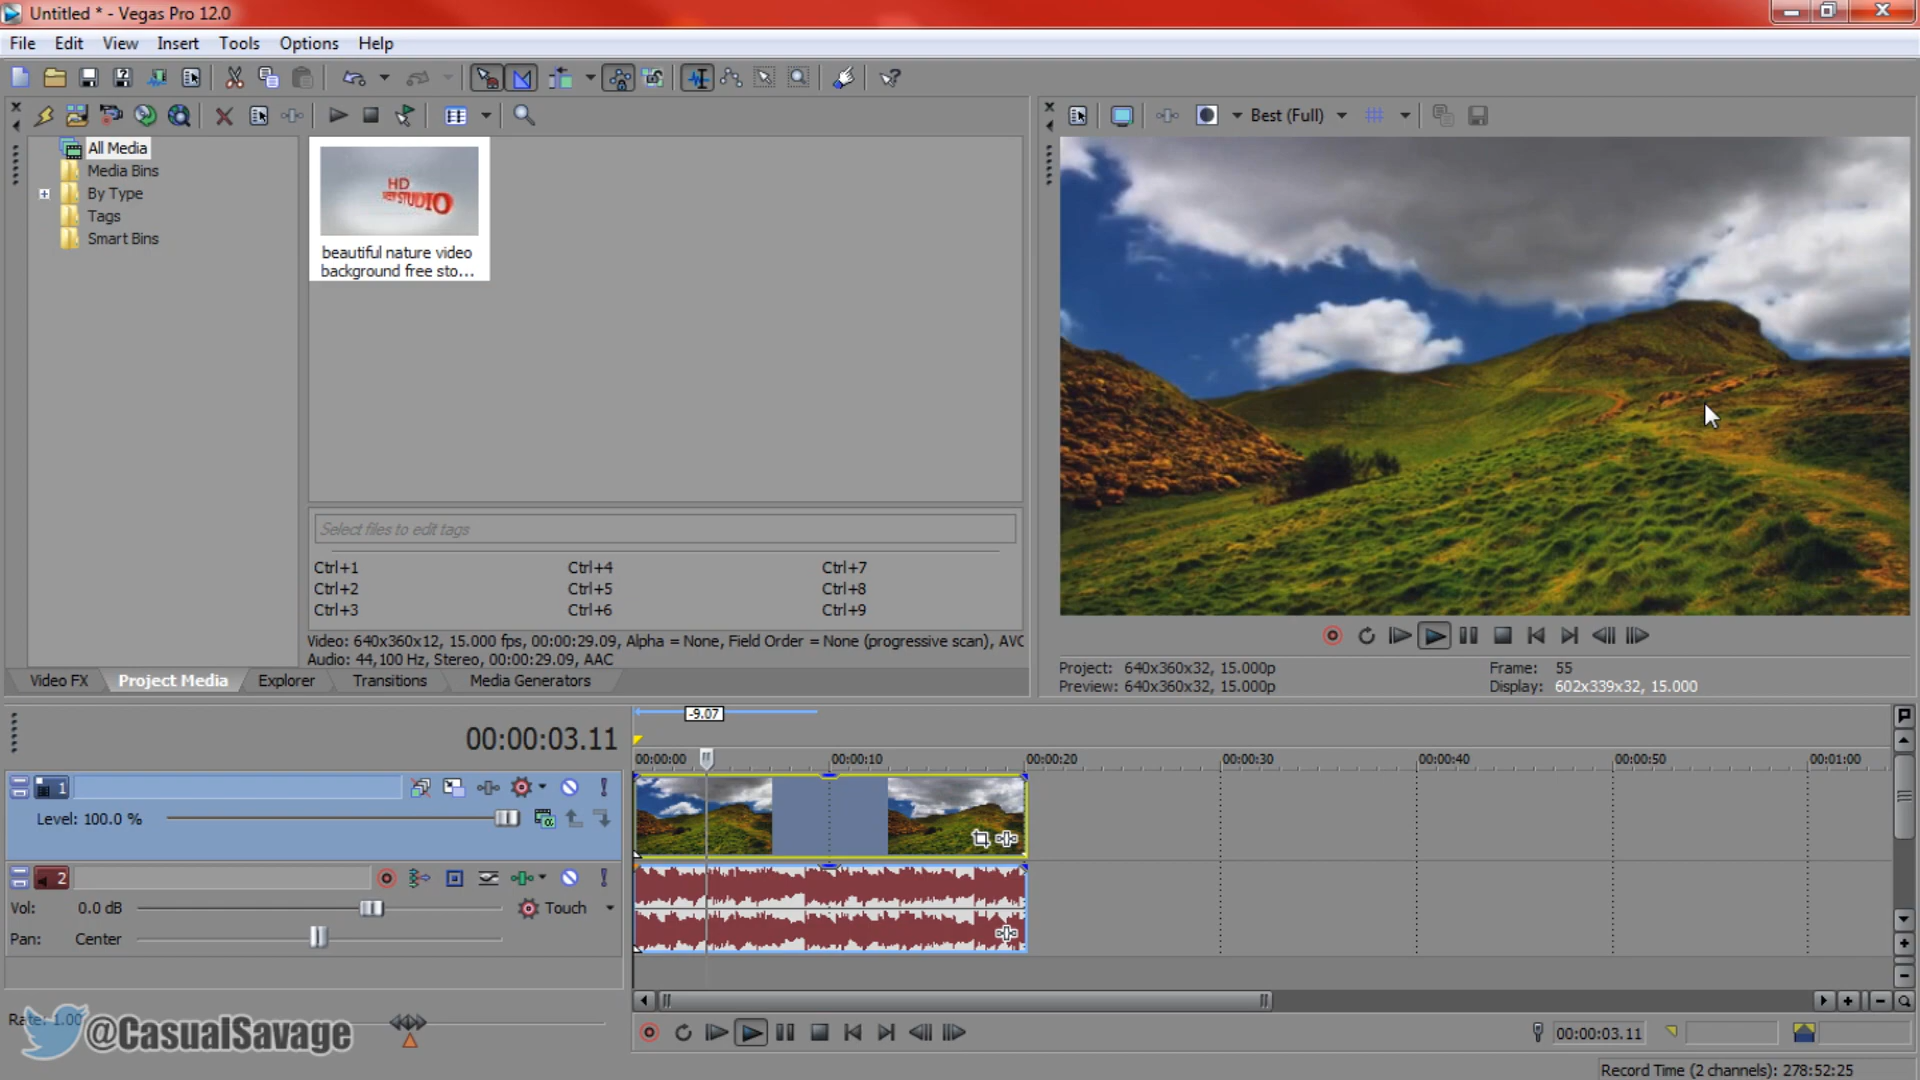 Untitled * - Vegas Pro 12.0
File Edit View Insert Tools Options Help
Best (Full)
All Media
Media Bins
By Type
Tags
Smart Bins
HD
STUDIO
beautiful nature video
background free sto...
Select files to edit tags
Ctrl+1 Ctrl+4 Ctrl+7
Ctrl+2 Ctrl+5 Ctrl+8
Ctrl+3 Ctrl+6 Ctrl+9
Video: 640x360x12, 15.000 fps, 00:00:29.09, Alpha = None, Field Order = None (progressive scan), AVC
Audio: 44,100 Hz, Stereo, 00:00:29.09, AAC
Video FX Project Media Explorer Transitions Media Generators
Project: 640x360x32, 15.000p Frame: 55
Preview: 640x360x32, 15.000p Display: 602x339x32, 15.000
-9.07
00:00:03.11
00:00:00 00:00:10 00:00:20 00:00:30 00:00:40 00:00:50 00:01:00
1
Level: 100.0 %
2
Vol: 0.0 dB Touch
Pan: Center
Rate: 1.00
@CasualSavage
00:00:03.11
Record Time (2 channels): 278:52:25